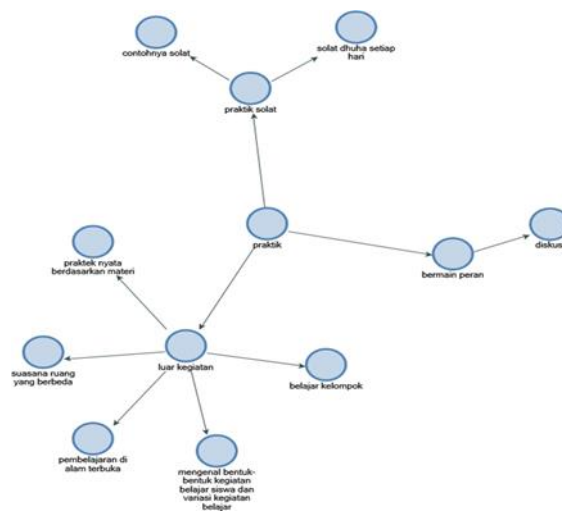 contohnya solat
solat dhuha setiap
hari
praktik solat
praktik
praktek nyata
berdasarkan materi
bermain peran
diskus
luar kegiatan
suasana ruang
yang berbeda
belajar kelompok
pembelajaran di
alam terbuka
mengenal bentuk-
bentuk kegiatan
belajar siswa dan
variasi kegiatan
belajar